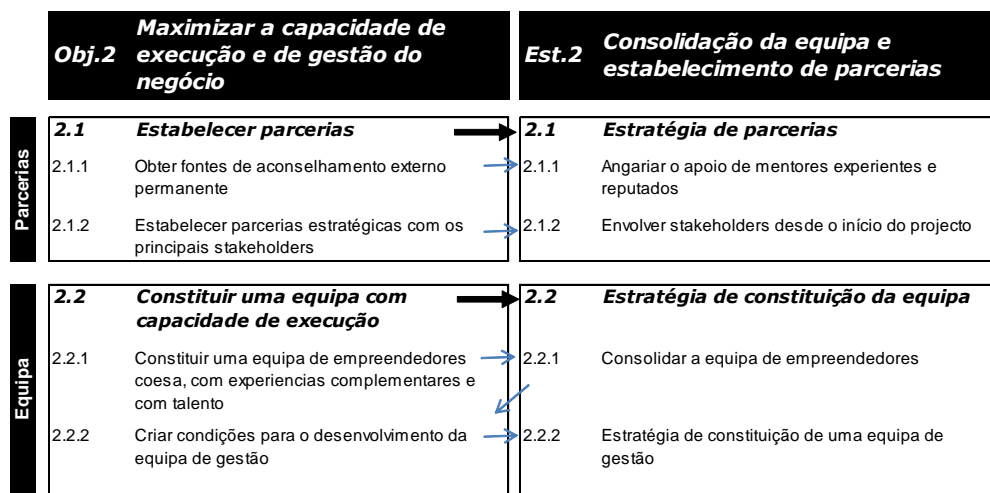 Obj.2
Maximizar a capacidade de
execução e de gestão do
negócio
Est.2
Consolidação da equipa e
estabelecimento de parcerias
Parcerias
2.1 Estabelecer parcerias
2.1 Estratégia de parcerias
2.1.1 Obter fontes de aconselhamento externo
permanente
2.1.1 Angariar o apoio de mentores experientes e
reputados
2.1.2 Estabelecer parcerias estratégicas com os
principais stakeholders
2.1.2 Envolver stakeholders desde o início do projecto
Equipa
2.2 Constituir uma equipa com
capacidade de execução
2.2 Estratégia de constituição da equipa
2.2.1 Constituir uma equipa de empreendedores
coesa, com experiencias complementares e
com talento
2.2.1 Consolidar a equipa de empreendedores
2.2.2 Criar condições para o desenvolvimento da
equipa de gestão
2.2.2 Estratégia de constituição de uma equipa de
gestão